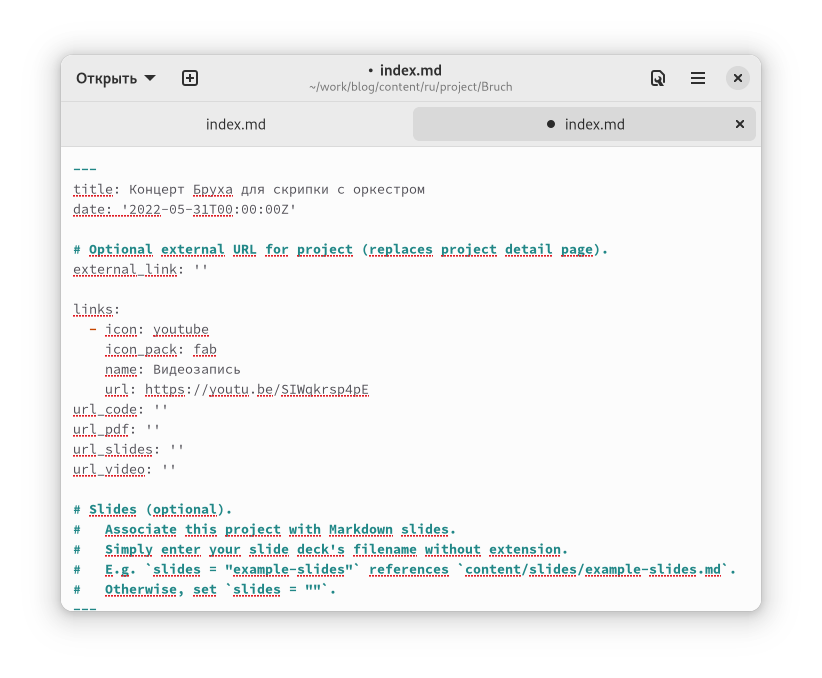 Открыть
• index.md
~/work/blog/content/ru/project/Bruch
index.md
● index.md
---
title: Концерт Бруха для скрипки с оркестром
date: '2022-05-31T00:00:00Z'
# Optional external URL for project (replaces project detail page).
external_link: ''
links:
  - icon: youtube
    icon_pack: fab
    name: Видеозапись
    url: https://youtu.be/SIWqkrsp4pE
url_code: ''
url_pdf: ''
url_slides: ''
url_video: ''
# Slides (optional).
#   Associate this project with Markdown slides.
#   Simply enter your slide deck's filename without extension.
#   E.g. `slides = "example-slides"` references `content/slides/example-slides.md`.
#   Otherwise, set `slides = ""`.
---